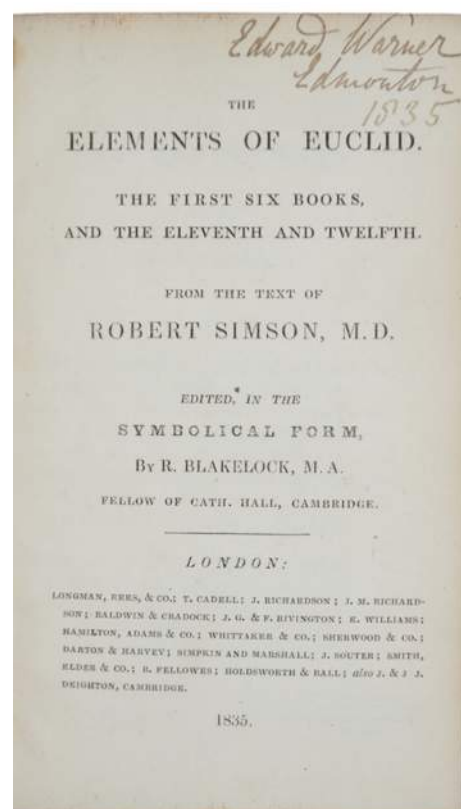 Edward Warner
Edmonton
1835
THE
ELEMENTS OF EUCLID.
THE FIRST SIX BOOKS,
AND THE ELEVENTH AND TWELFTH.
FROM THE TEXT OF
ROBERT SIMSON, M.D.
EDITED, IN THE
SYMBOLICAL FORM,
BY R. BLAKELOCK, M.A.
FELLOW OF CATH. HALL, CAMBRIDGE.
LONDON:
LONGMAN, REES, & CO.; T. CADELL; J. RICHARDSON; J. M. RICHARD-
SON; BALDWIN & CRADOCK; J. G. & F. RIVINGTON; E. WILLIAMS;
HAMILTON, ADAMS & CO.; WHITTAKER & CO.; SHERWOOD & CO.;
DARTON & HARVEY; SIMPKIN AND MARSHALL; J. SOUTER; SMITH,
ELDER & CO.; B. FELLOWES; HOLDSWORTH & BALL; also J. & J J.
DEIGHTON, CAMBRIDGE.
1835.